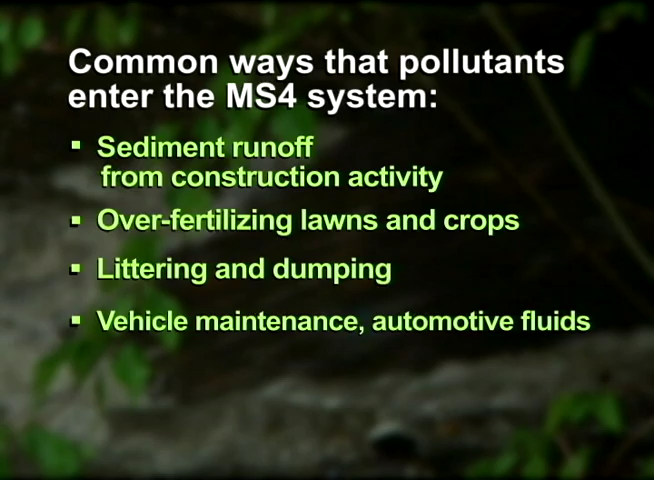 Common ways that pollutants
enter the MS4 system:
▪ Sediment runoff
from construction activity
▪ Over-fertilizing lawns and crops
▪ Littering and dumping
▪ Vehicle maintenance, automotive fluids